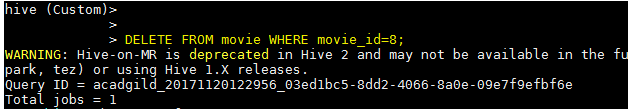 hive (Custom)>
>
> DELETE FROM movie WHERE movie_id=8;
WARNING: Hive-on-MR is deprecated in Hive 2 and may not be available in the fu
park, tez) or using Hive 1.X releases.
Query ID = acadgild_20171120122956_03ed1bc5-8dd2-4066-8a0e-09e7f9efbf6e
Total jobs = 1